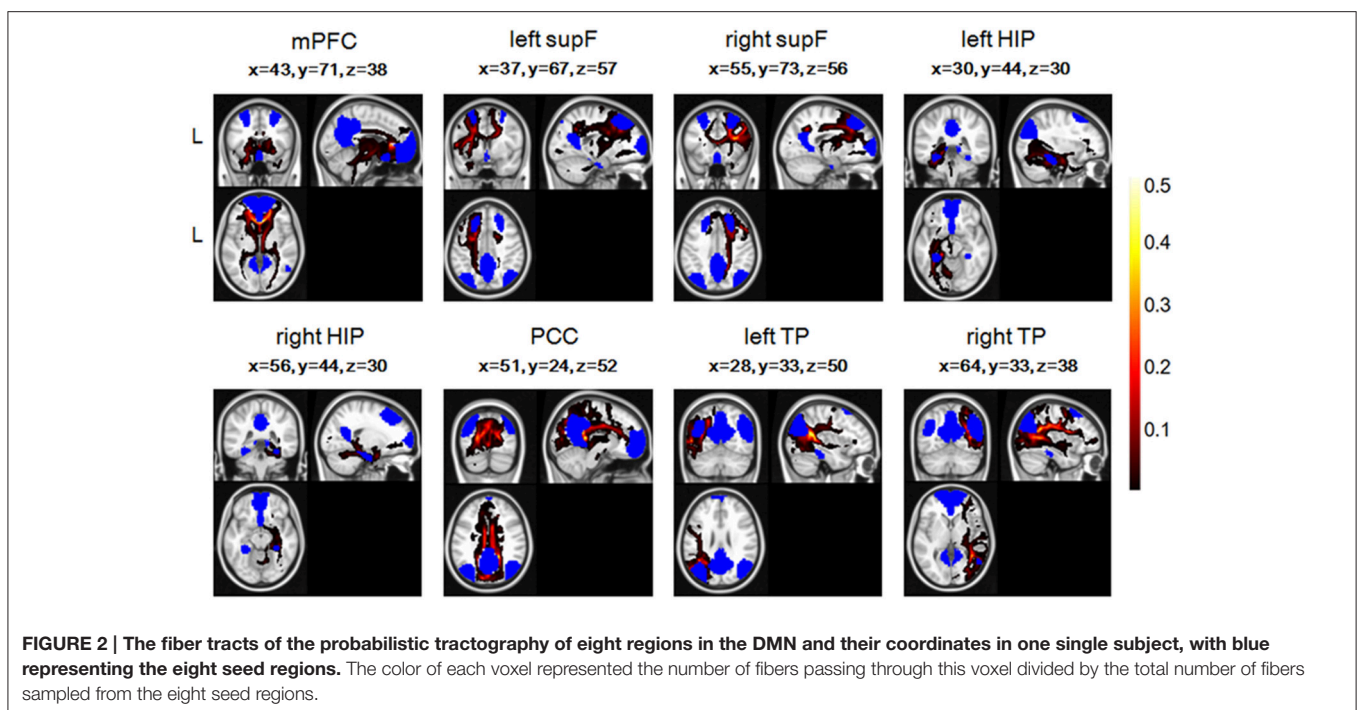 mPFC
x=43, y=71, z=38
left supF
x=37, y=67, z=57
right supF
x=55, y=73, z=56
left HIP
x=30, y=44, z=30
L
L
0.5
0.4
0.3
0.2
0.1
right HIP
x=56, y=44, z=30
PCC
x=51, y=24, z=52
left TP
x=28, y=33, z=50
right TP
x=64, y=33, z=38
FIGURE 2 | The fiber tracts of the probabilistic tractography of eight regions in the DMN and their coordinates in one single subject, with blue
representing the eight seed regions. The color of each voxel represented the number of fibers passing through this voxel divided by the total number of fibers
sampled from the eight seed regions.